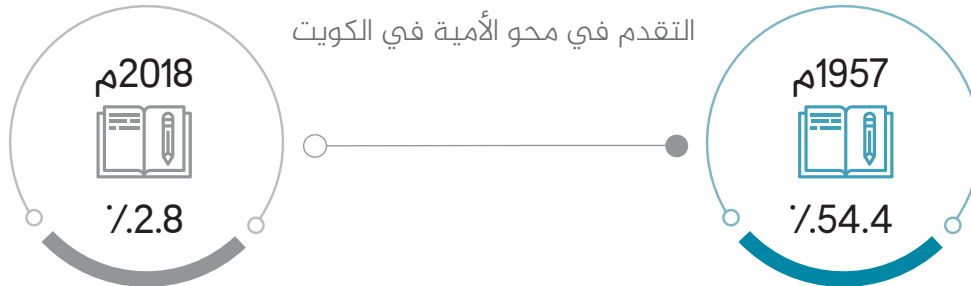 التقدم في محو الأمية في الكويت
1957م
54.4٪
2018م
2.8٪